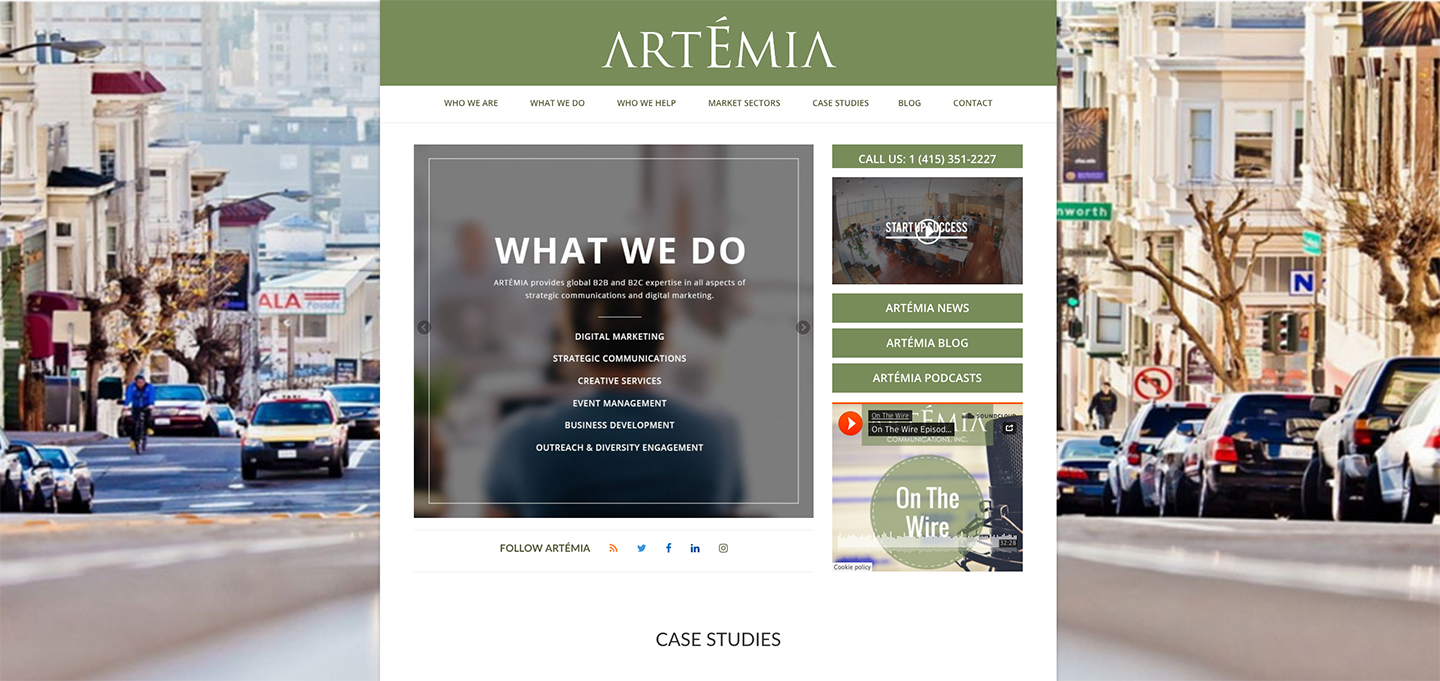 ARTÉMIA
WHO WE ARE
WHAT WE DO
WHO WE HELP
MARKET SECTORS
CASE STUDIES
BLOG
CONTACT
WHAT WE DO
ARTÉMIA provides global B2B and B2C expertise in all aspects of
strategic communications and digital marketing.
DIGITAL MARKETING
STRATEGIC COMMUNICATIONS
CREATIVE SERVICES
EVENT MANAGEMENT
BUSINESS DEVELOPMENT
OUTREACH & DIVERSITY ENGAGEMENT
FOLLOW ARTÉMIA
CALL US: 1 (415) 351-2227
STARTUP SUCCESS
ARTÉMIA NEWS
ARTÉMIA BLOG
ARTÉMIA PODCASTS
On The Wire
SOUNDCLOUD
On The Wire Episod...
ARTÉMIA
COMMUNICATIONS, INC.
On The
Wire
32:28
Cookie policy
CASE STUDIES
ALA
Foods
nworth
N